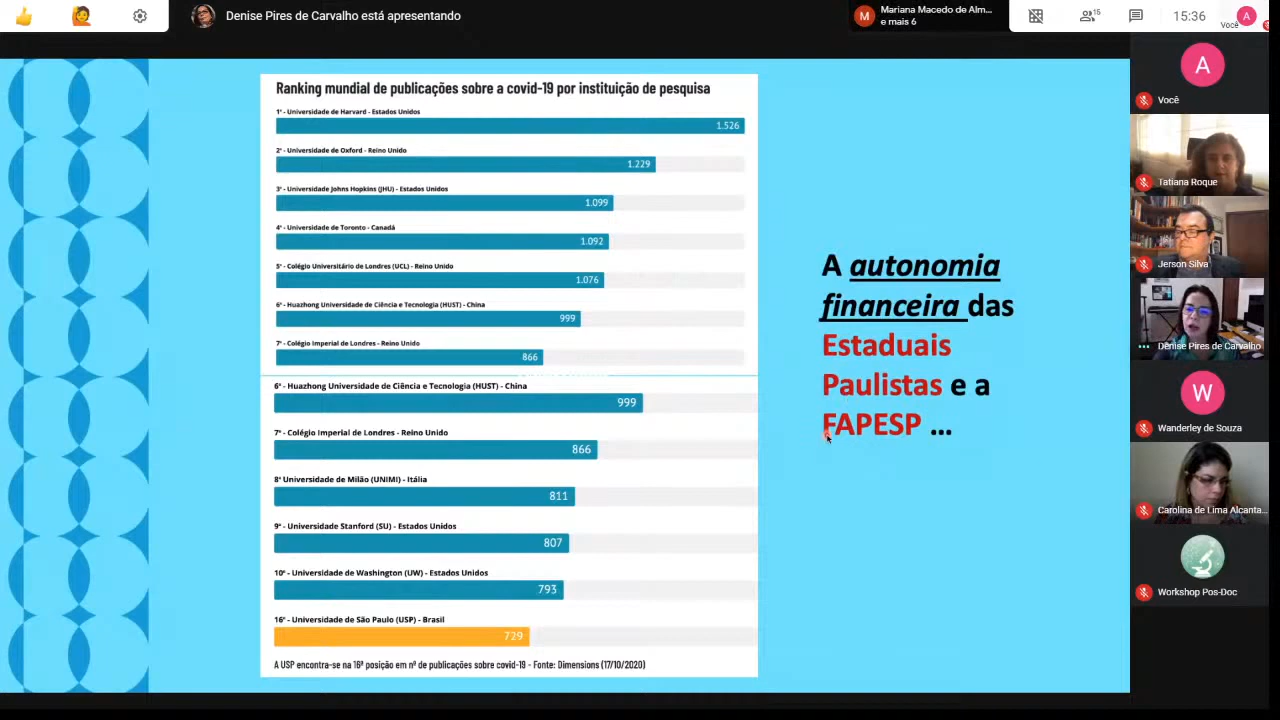 Denise Pires de Carvalho está apresentando
Mariana Macedo de Alm...
e mais 6
M
15
15:36
A
Você
Ranking mundial de publicações sobre a covid-19 por instituição de pesquisa
1º - Universidade de Harvard - Estados Unidos
1.526
2º - Universidade de Oxford - Reino Unido
1.229
3º - Universidade Johns Hopkins (JHU) - Estados Unidos
1.099
4º - Universidade de Toronto - Canadá
1.092
5º - Colégio Universitário de Londres (UCL) - Reino Unido
1.076
6º - Huazhong Universidade de Ciência e Tecnologia (HUST) - China
999
7º - Colégio Imperial de Londres - Reino Unido
866
6º - Huazhong Universidade de Ciência e Tecnologia (HUST) - China
999
7º - Colégio Imperial de Londres - Reino Unido
866
8º Universidade de Milão (UNIMI) - Itália
811
9º - Universidade Stanford (SU) - Estados Unidos
807
10º - Universidade de Washington (UW) - Estados Unidos
793
16º - Universidade de São Paulo (USP) - Brasil
729
A USP encontra-se na 16ª posição em nº de publicações sobre covid-19 - Fonte: Dimensions (17/10/2020)
A autonomia
financeira das
Estaduais
Paulistas e a
FAPESP ...
A
Você
Tatiana Roque
Jerson Silva
Denise Pires de Carvalho
W
Wanderley de Souza
Carolina de Lima Alcanta...
Workshop Pos-Doc